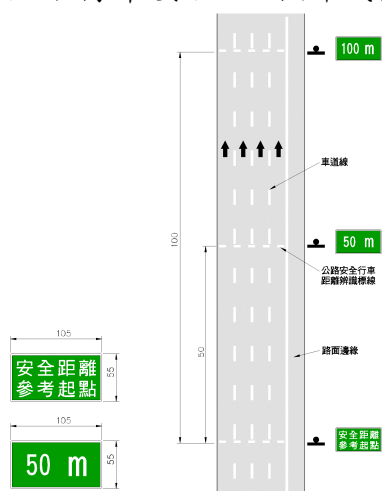 100 m
車道線
100
50 m
公路安全行車
距離辨識標線
105
50
路面邊緣
安全距離
參考起點
55
105
50 m
55
安全距離
參考起點